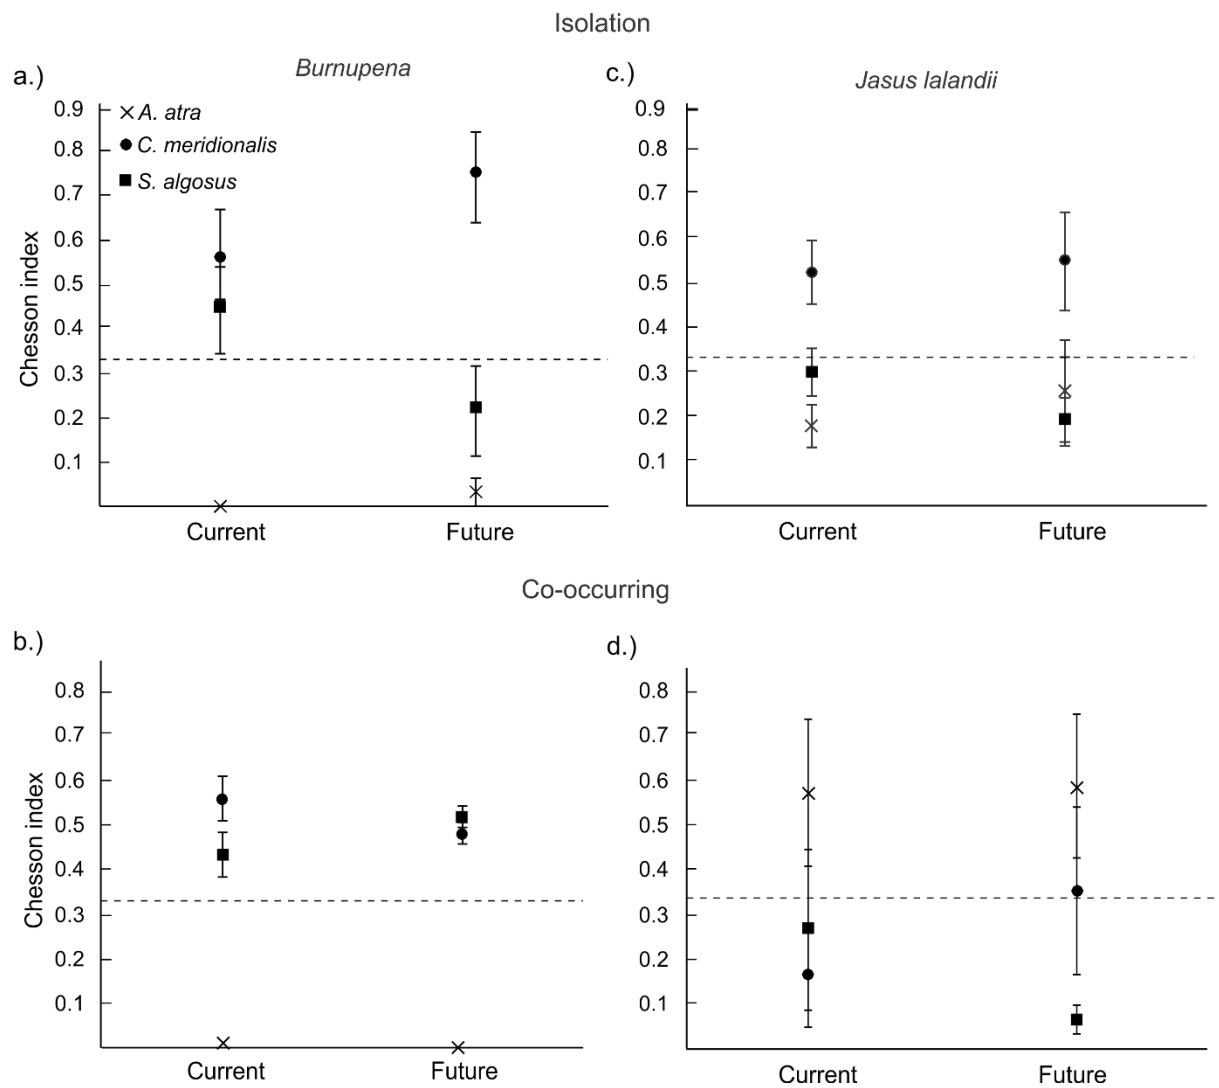 Isolation
a.)
Burnupena
0.9
0.8
0.7
0.6
0.5
0.4
0.3
0.2
0.1
Chesson index
A. atra
C. meridionalis
S. algosus
Current
Future
c.)
Jasus lalandii
0.9
0.8
0.7
0.6
0.5
0.4
0.3
0.2
0.1
Current
Future
Co-occurring
b.)
0.8
0.7
0.6
0.5
0.4
0.3
0.2
0.1
Chesson index
Current
Future
d.)
0.8
0.7
0.6
0.5
0.4
0.3
0.2
0.1
Current
Future